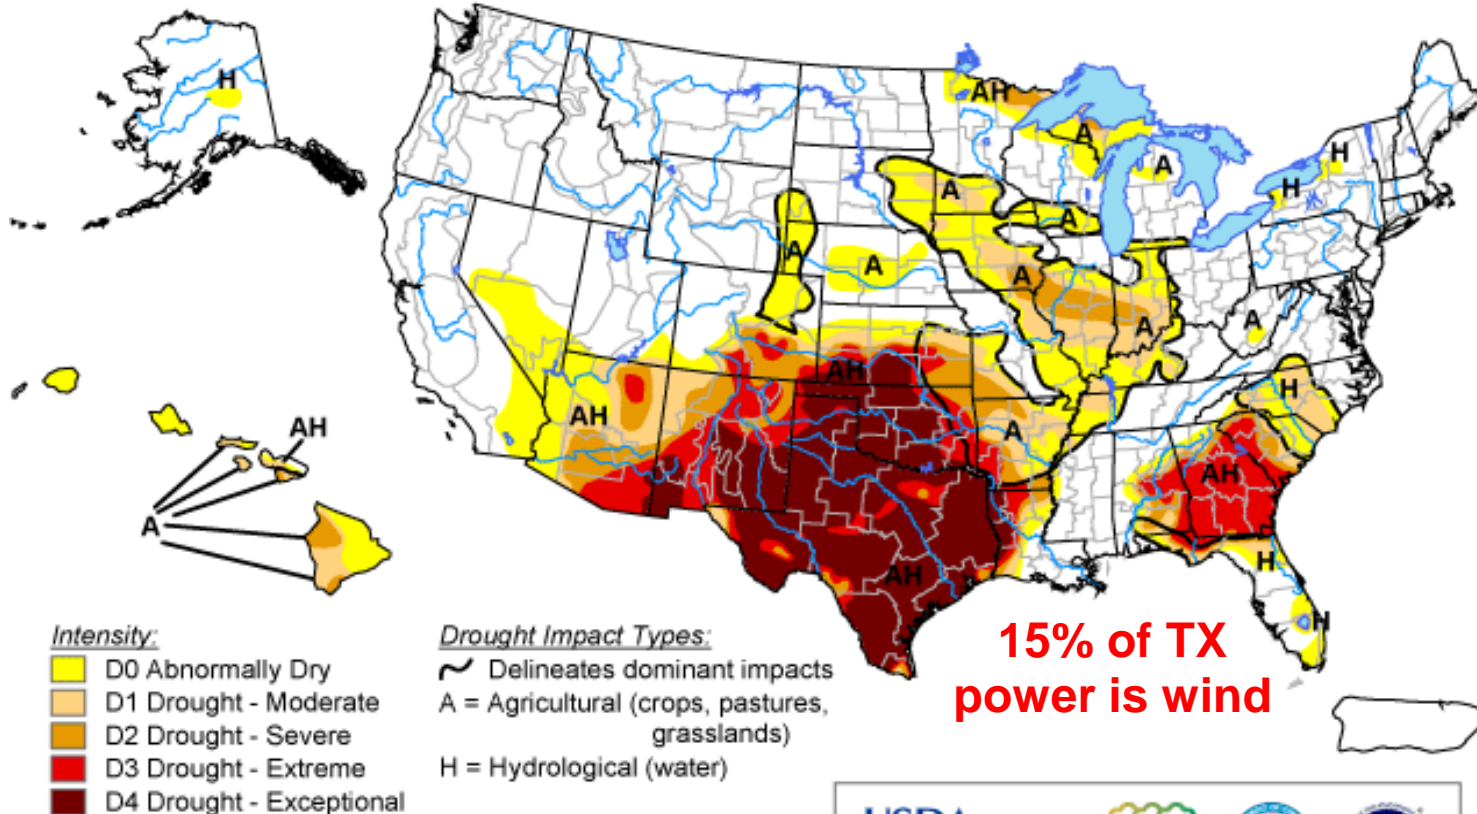 H
AH
A
A
H
H
A
A
A
A
A
A
A
AH
AH
A
H
AH
AH
A
AH
H
H
15% of TX
power is wind
Intensity:
D0 Abnormally Dry
D1 Drought - Moderate
D2 Drought - Severe
D3 Drought - Extreme
D4 Drought - Exceptional
Drought Impact Types:
Delineates dominant impacts
A = Agricultural (crops, pastures,
grasslands)
H = Hydrological (water)
USDA